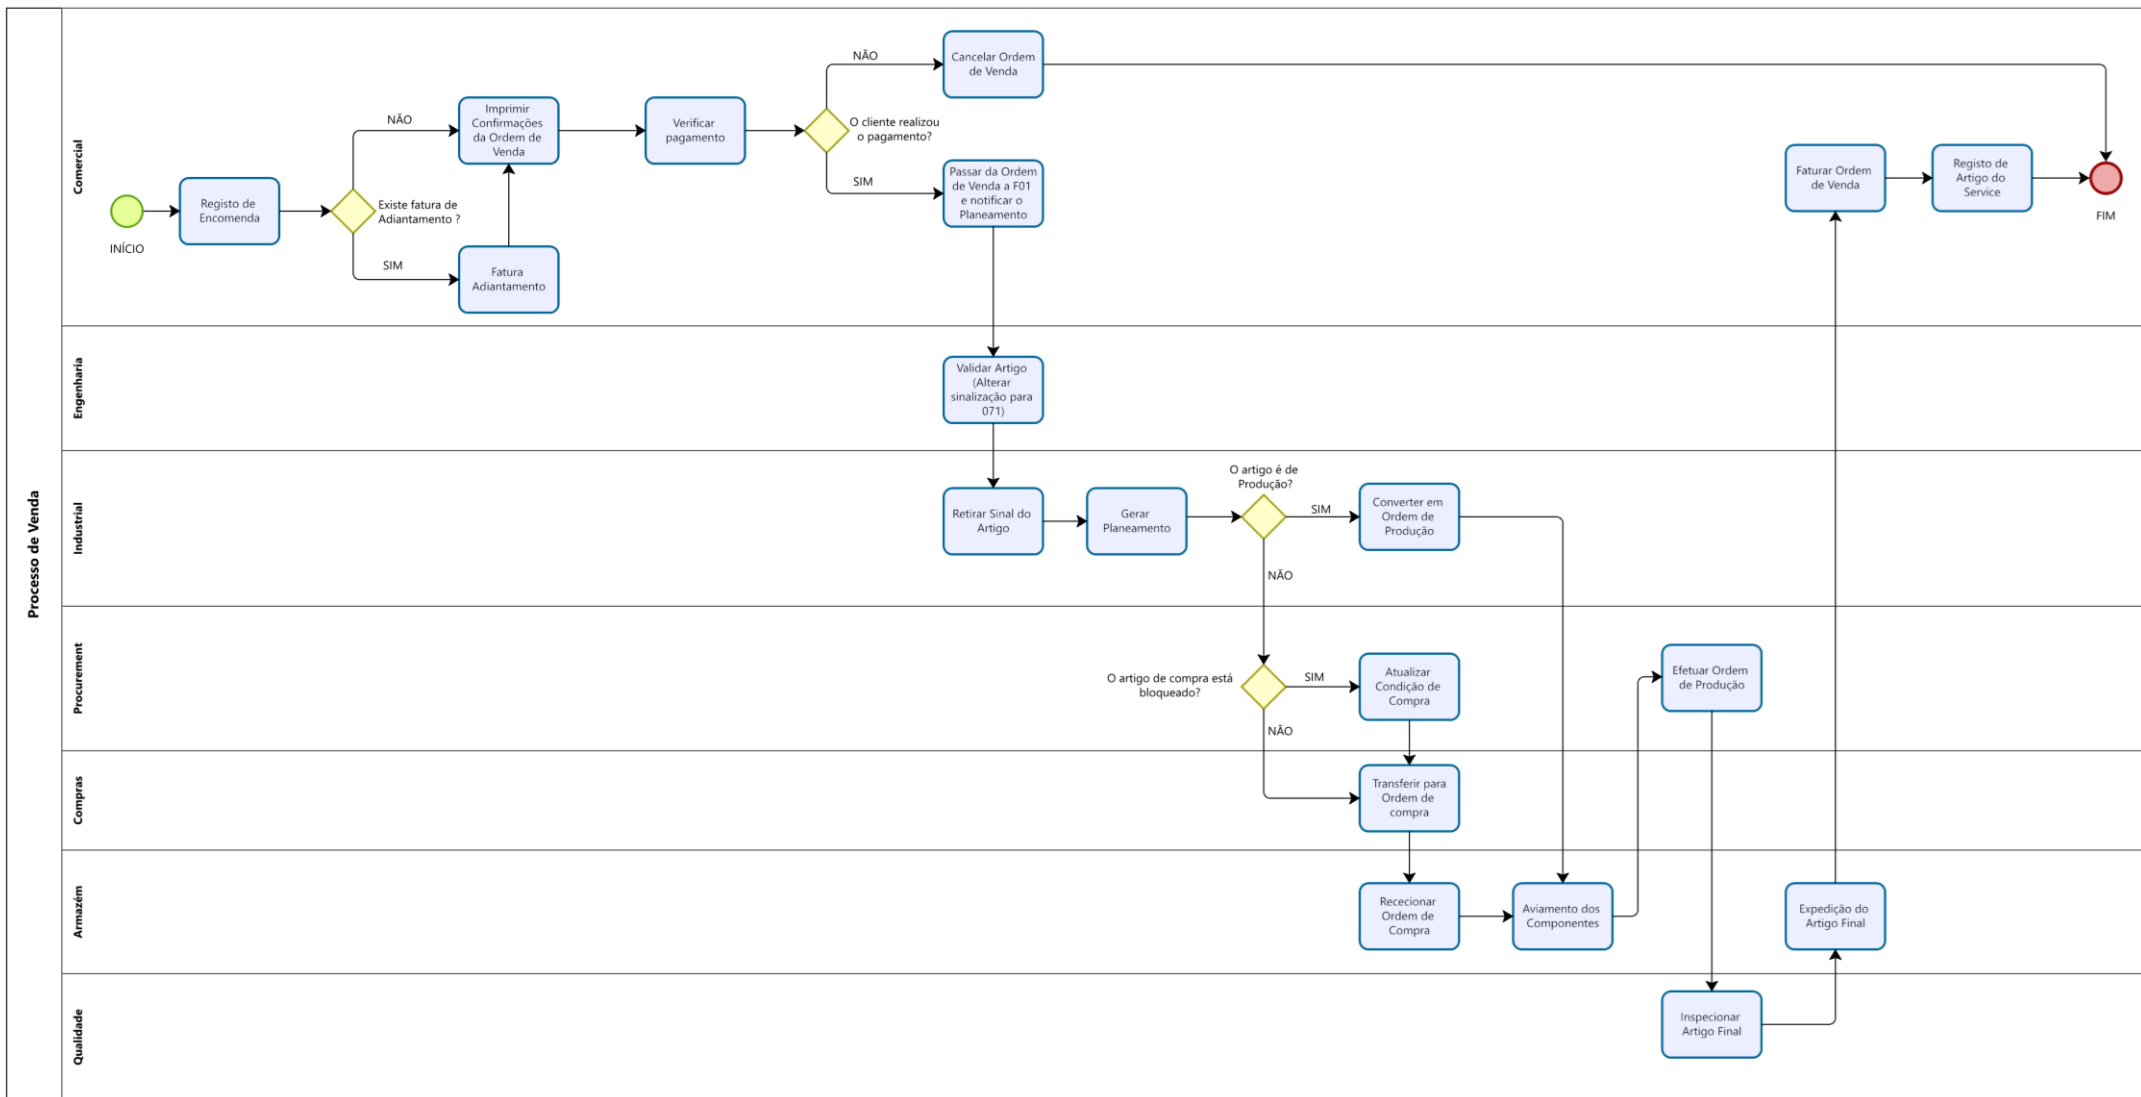 Processo de Venda
Comercial
INÍCIO
Registo de
Encomenda
Existe fatura de
Adiantamento ?
NÃO
SIM
Imprimir
Confirmações
da Ordem de
Venda
Fatura
Adiantamento
Verificar
pagamento
O cliente realizou
o pagamento?
NÃO
SIM
Cancelar Ordem
de Venda
Passar da Ordem
de Venda a F01
e notificar o
Planeamento
Faturar Ordem
de Venda
Registo de
Artigo do
Service
FIM
Engenharia
Validar Artigo
(Alterar
sinalização para
071)
Industrial
Retirar Sinal do
Artigo
Gerar
Planeamento
O artigo é de
Produção?
SIM
NÃO
Converter em
Ordem de
Produção
Procurement
O artigo de compra está
bloqueado?
SIM
NÃO
Atualizar
Condição de
Compra
Efetuar Ordem
de Produção
Compras
Transferir para
Ordem de
compra
Armazém
Rececionar
Ordem de
Compra
Aviamento dos
Componentes
Expedição do
Artigo Final
Qualidade
Inspecionar
Artigo Final